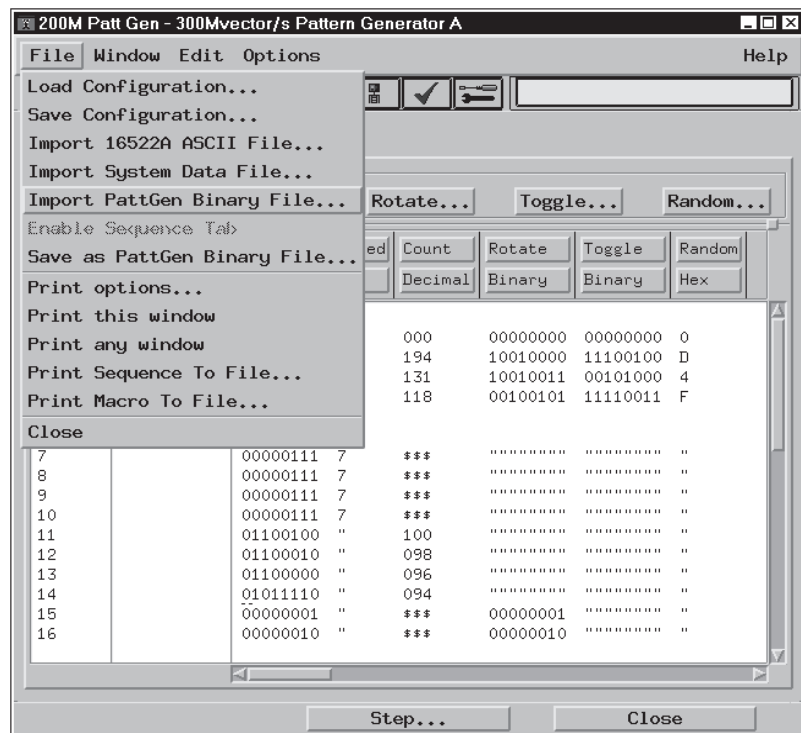 200M Patt Gen - 300Mvector/s Pattern Generator A
File Window Edit Options Help
Load Configuration...
Save Configuration...
Import 16522A ASCII File...
Import System Data File...
Import PattGen Binary File...
Enable Sequence Tab
Save as PattGen Binary File...
Print options...
Print this window
Print any window
Print Sequence To File...
Print Macro To File...
Close
Rotate... Toggle... Random...
ed Count Rotate Toggle Random
Decimal Binary Binary Hex
000 00000000 00000000 0
194 10010000 11100100 D
131 10010011 00101000 4
118 00100101 11110011 F
7 00000111 7 $$$ """""""" """""""" "
8 00000111 7 $$$ """""""" """""""" "
9 00000111 7 $$$ """""""" """""""" "
10 00000111 7 $$$ """""""" """""""" "
11 01100100 " 100 """""""" """""""" "
12 01100010 " 098 """""""" """""""" "
13 01100000 " 096 """""""" """""""" "
14 01011110 " 094 """""""" """""""" "
15 00000001 " $$$ 00000001 """""""" "
16 00000010 " $$$ 00000010 """""""" "
Step... Close